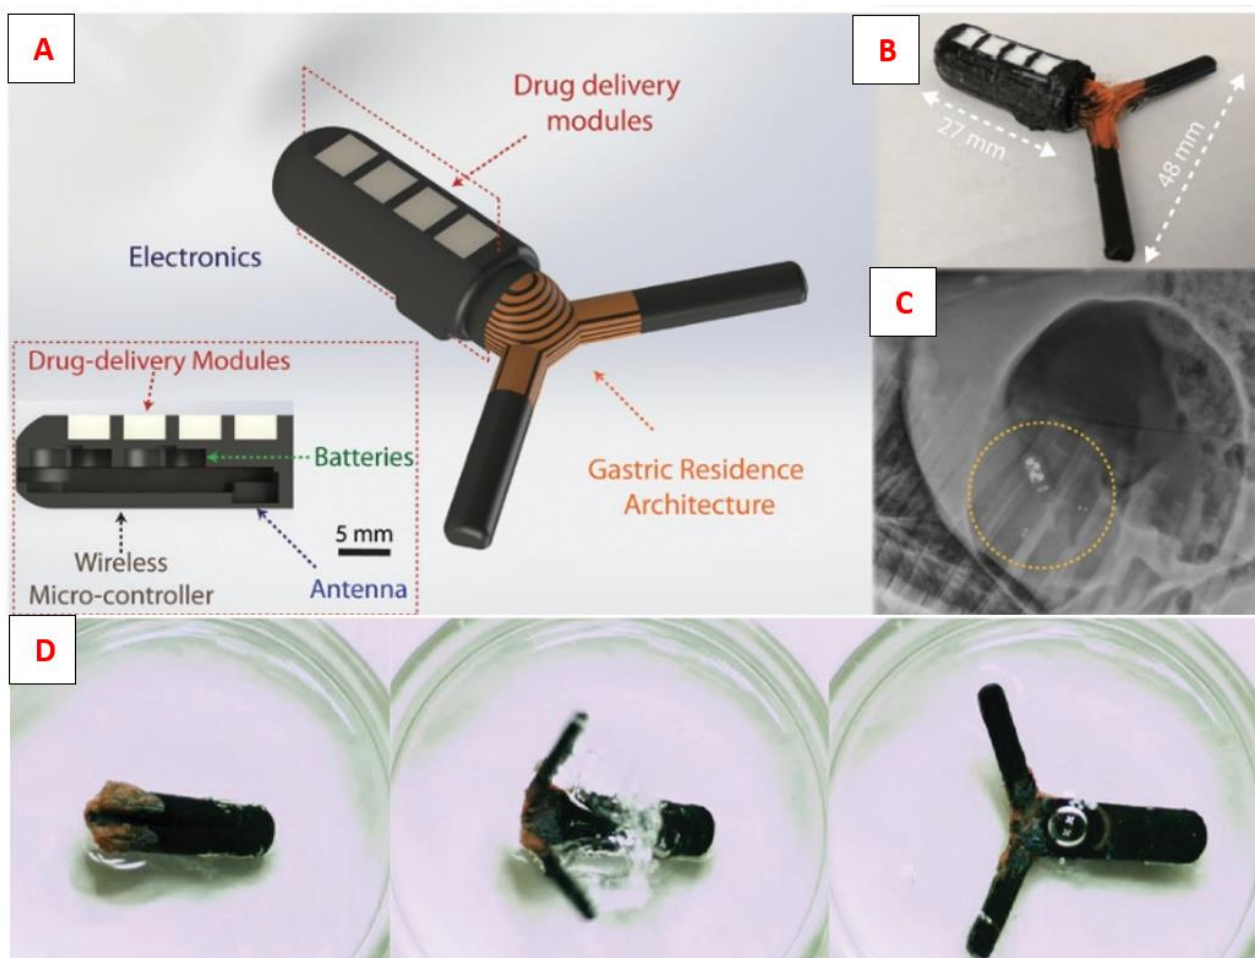 A
Drug delivery
modules
Electronics
Drug-delivery Modules
Batteries
5 mm
Wireless
Micro-controller
Antenna
Gastric Residence
Architecture
B
27 mm
48 mm
C
D